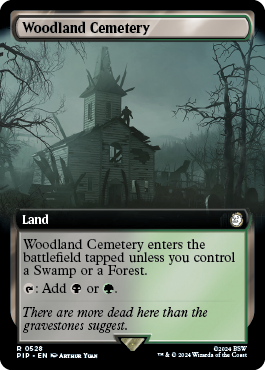 Woodland Cemetery
Land
Woodland Cemetery enters the
battlefield tapped unless you control
a Swamp or a Forest.
: Add or .
There are more dead here than the
gravestones suggest.
R 0528
PIP • EN Arthur Yuan
©2024 BSW
™ & © 2024 Wizards of the Coast